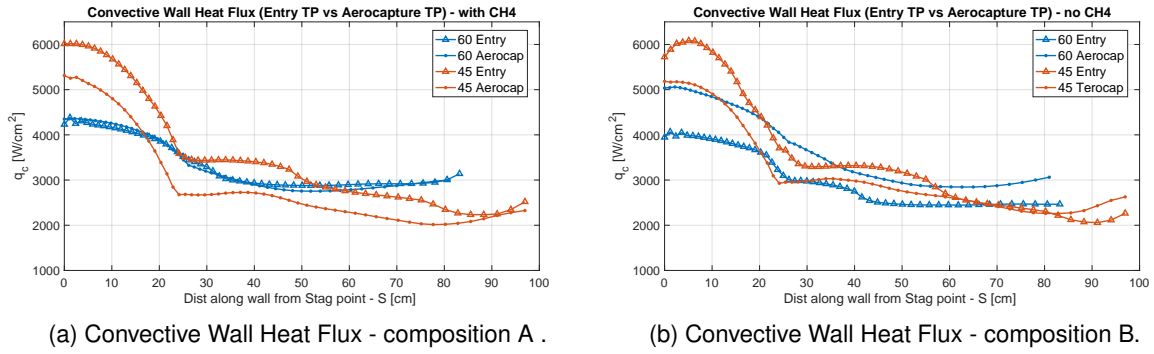 Convective Wall Heat Flux (Entry TP vs Aerocapture TP) - with CH4
6000
5000
4000
3000
2000
1000
q_c [W/cm^2]
0 10 20 30 40 50 60 70 80 90 100
Dist along wall from Stag point - S [cm]
60 Entry
60 Aerocap
45 Entry
45 Aerocap
(a) Convective Wall Heat Flux - composition A .
Convective Wall Heat Flux (Entry TP vs Aerocapture TP) - no CH4
6000
5000
4000
3000
2000
1000
q_c [W/cm^2]
0 10 20 30 40 50 60 70 80 90 100
Dist along wall from Stag point - S [cm]
60 Entry
60 Aerocap
45 Entry
45 Terocap
(b) Convective Wall Heat Flux - composition B.